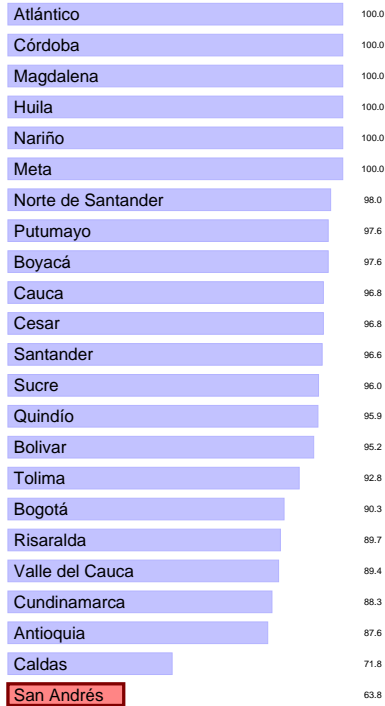 Atlántico 100.0
Córdoba 100.0
Magdalena 100.0
Huila 100.0
Nariño 100.0
Meta 100.0
Norte de Santander 98.0
Putumayo 97.6
Boyacá 97.6
Cauca 96.8
Cesar 96.8
Santander 96.6
Sucre 96.0
Quindío 95.9
Bolivar 95.2
Tolima 92.8
Bogotá 90.3
Risaralda 89.7
Valle del Cauca 89.4
Cundinamarca 88.3
Antioquia 87.6
Caldas 71.8
San Andrés 63.8